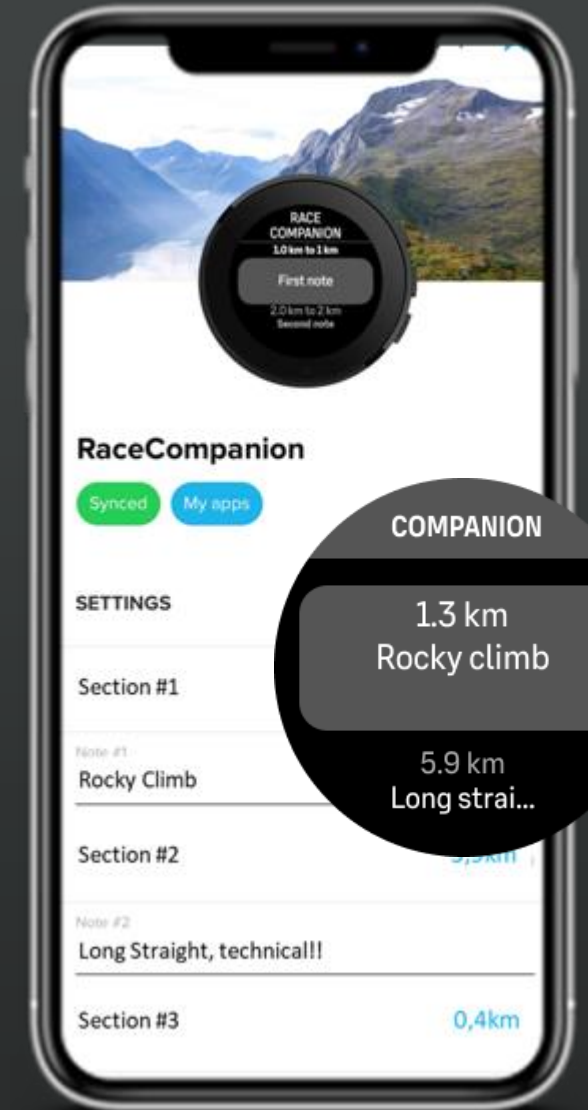 RACE
COMPANION
1.0 km to 1 km
First note
2.0 km to 2 km
Second note
RaceCompanion
Synced
My apps
SETTINGS
COMPANION
1.3 km
Rocky climb
5.9 km
Long strai...
Section #1
Note #1
Rocky Climb
Section #2
Note #2
Long Straight, technical!!
Section #3
0,4km